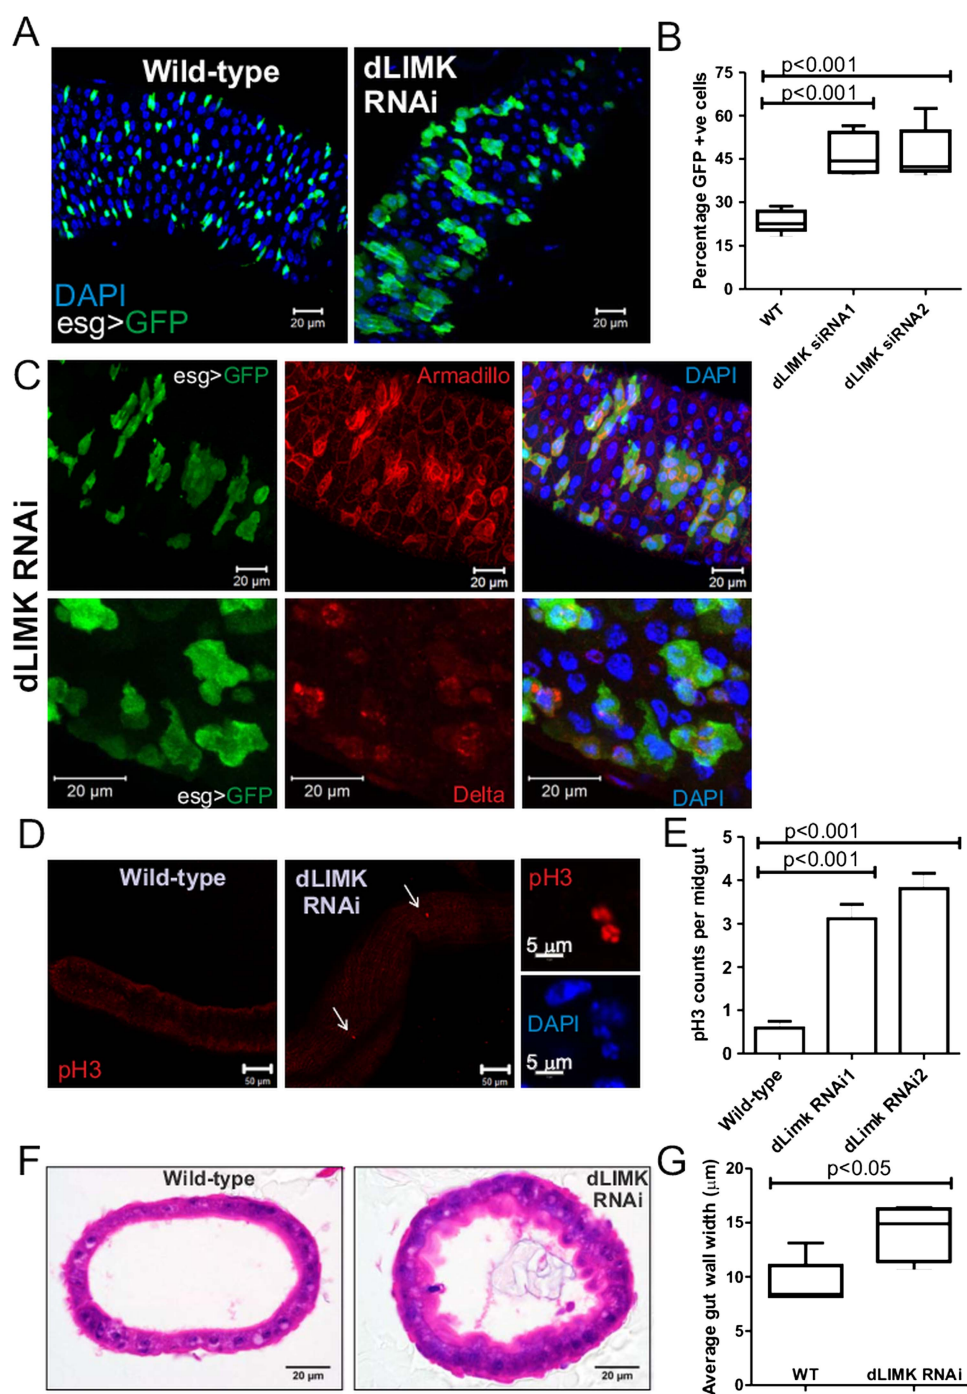 A
Wild-type
dLIMK
RNAi
DAPI
esg>GFP
20 µm
20 µm
B
p<0.001
p<0.001
75
60
45
30
15
0
Percentage GFP +ve cells
WT
dLIMK siRNA1
dLIMK siRNA2
C
dLIMK RNAi
esg>GFP
Armadillo
DAPI
20 µm
20 µm
20 µm
20 µm
20 µm
20 µm
esg>GFP
Delta
DAPI
D
Wild-type
dLIMK
RNAi
pH3
50 µm
50 µm
pH3
5 µm
DAPI
5 µm
E
p<0.001
p<0.001
5
4
3
2
1
0
pH3 counts per midgut
Wild-type
dLimk RNAi1
dLimk RNAi2
F
Wild-type
dLIMK
RNAi
20 µm
20 µm
G
p<0.05
20
15
10
5
0
Average gut wall width (µm)
WT
dLIMK RNAi